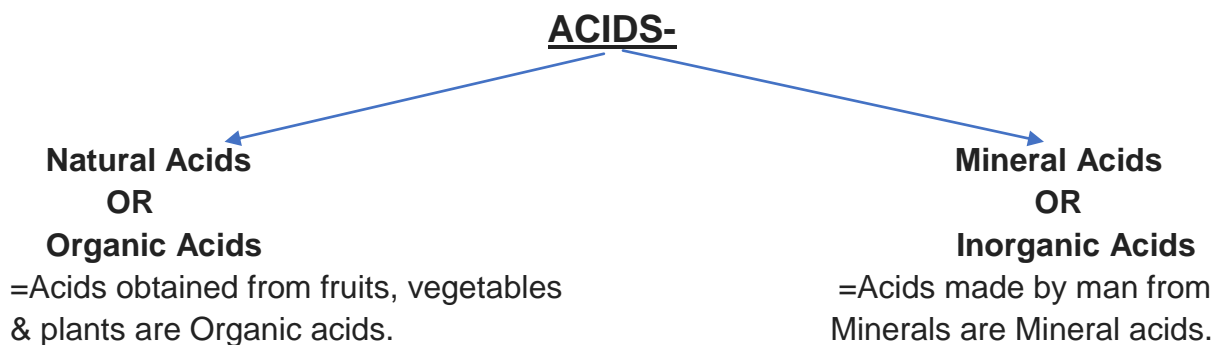 ACIDS-
Natural Acids
OR
Organic Acids
=Acids obtained from fruits, vegetables
& plants are Organic acids.
Mineral Acids
OR
Inorganic Acids
=Acids made by man from
Minerals are Mineral acids.